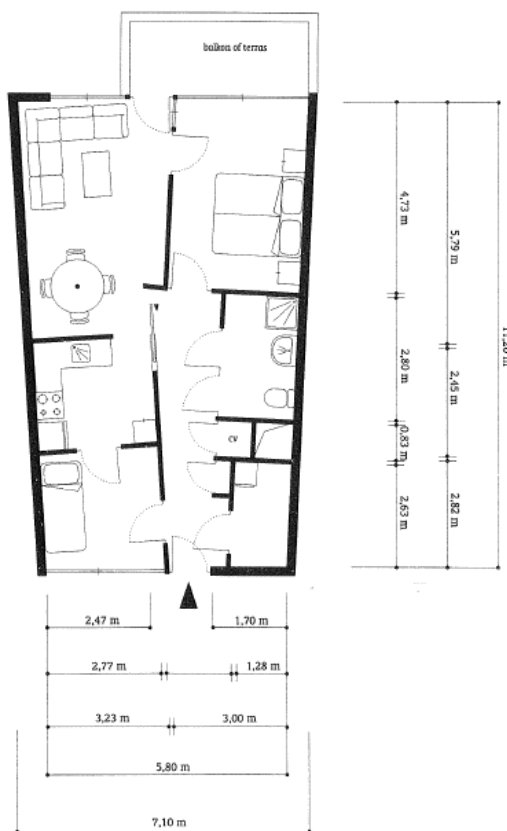 balkon of terras
4,73 m
5,79 m
2,80 m
2,45 m
0,83 m
2,63 m
2,82 m
CV
2,47 m
1,70 m
2,77 m
1,28 m
3,23 m
3,00 m
5,80 m
7,10 m